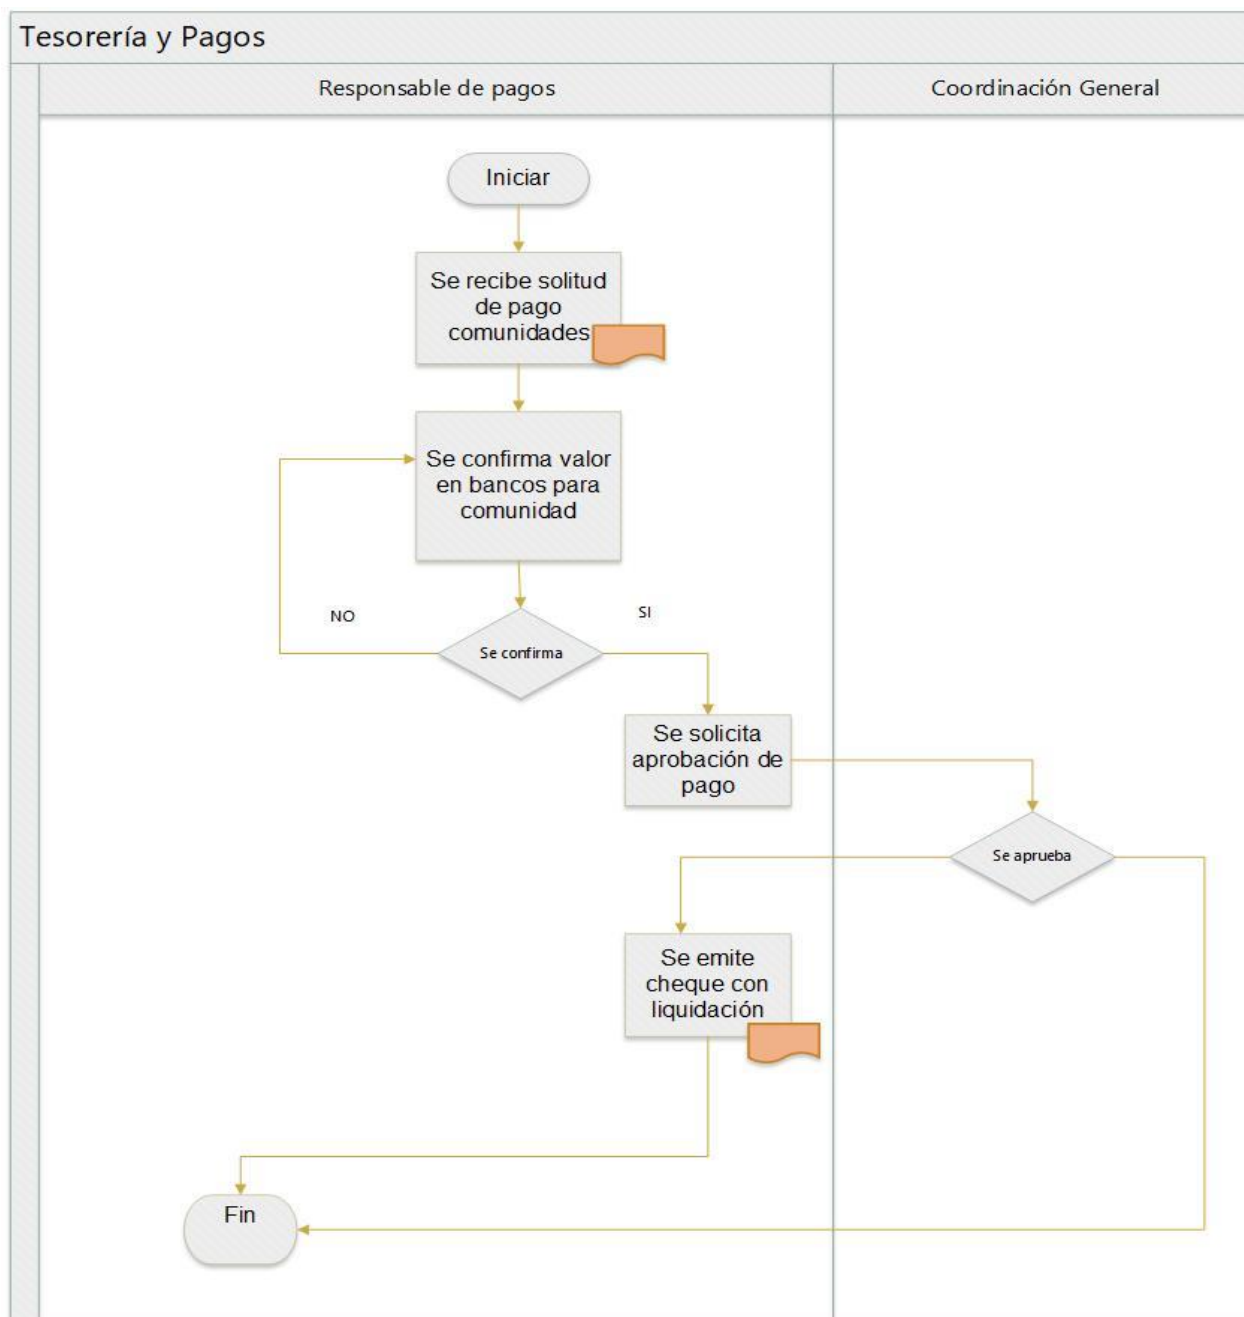 Tesorería y Pagos
Responsable de pagos
Coordinación General
Iniciar
Se recibe solitud
de pago
comunidades
Se confirma valor
en bancos para
comunidad
NO
SI
Se confirma
Se solicita
aprobación de
pago
Se aprueba
Se emite
cheque con
liquidación
Fin